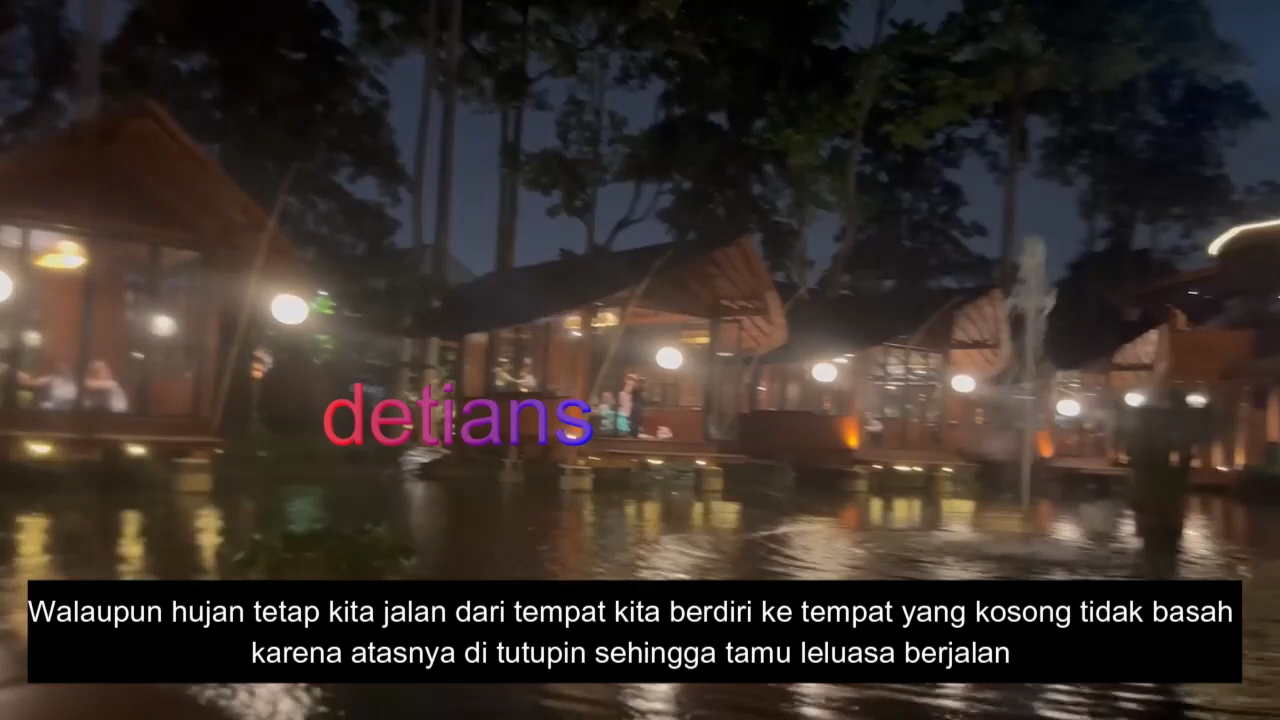 detians
Walaupun hujan tetap kita jalan dari tempat kita berdiri ke tempat yang kosong tidak basah
karena atasnya di tutupin sehingga tamu leluasa berjalan